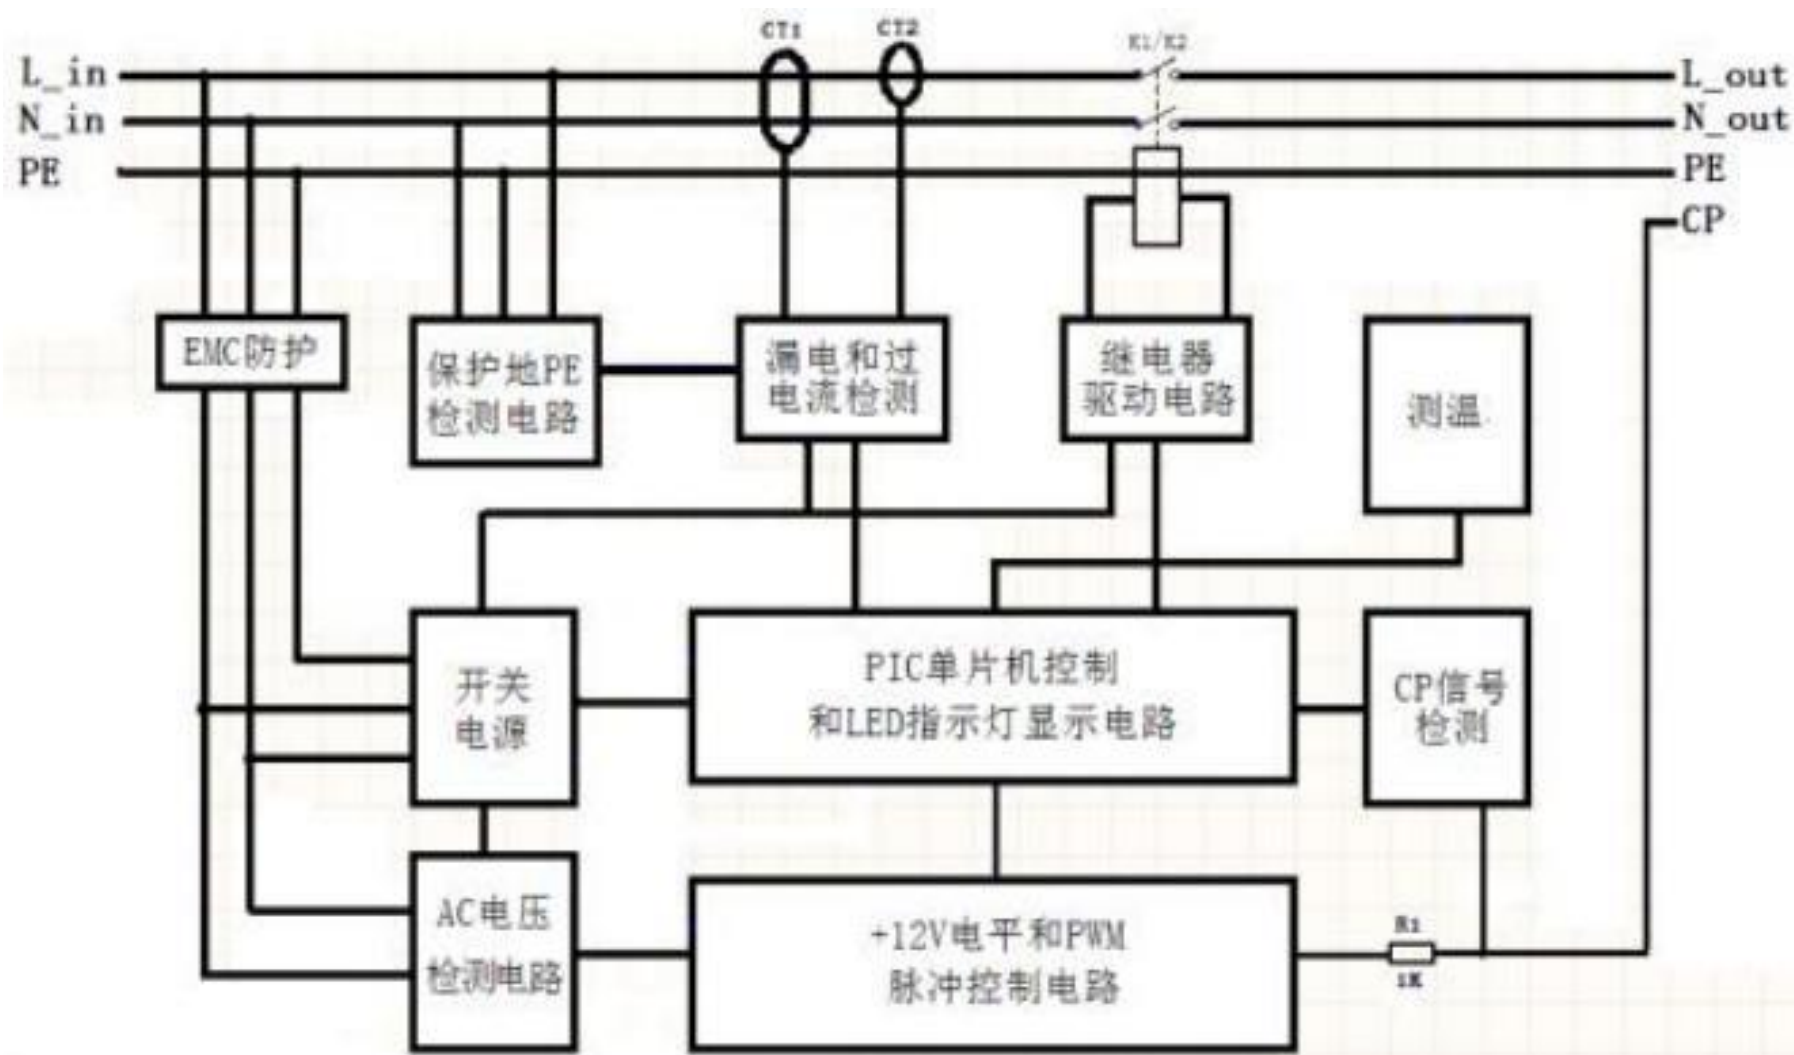 CT1
CT2
K1/K2
L_in
L_out
N_in
N_out
PE
PE
CP
EMC防护
保护地PE
检测电路
漏电和过
电流检测
继电器
驱动电路
测温
开关
电源
PIC单片机控制
和LED指示灯显示电路
CP信号
检测
AC电压
检测电路
+12V电平和PWM
脉冲控制电路
R1
1K